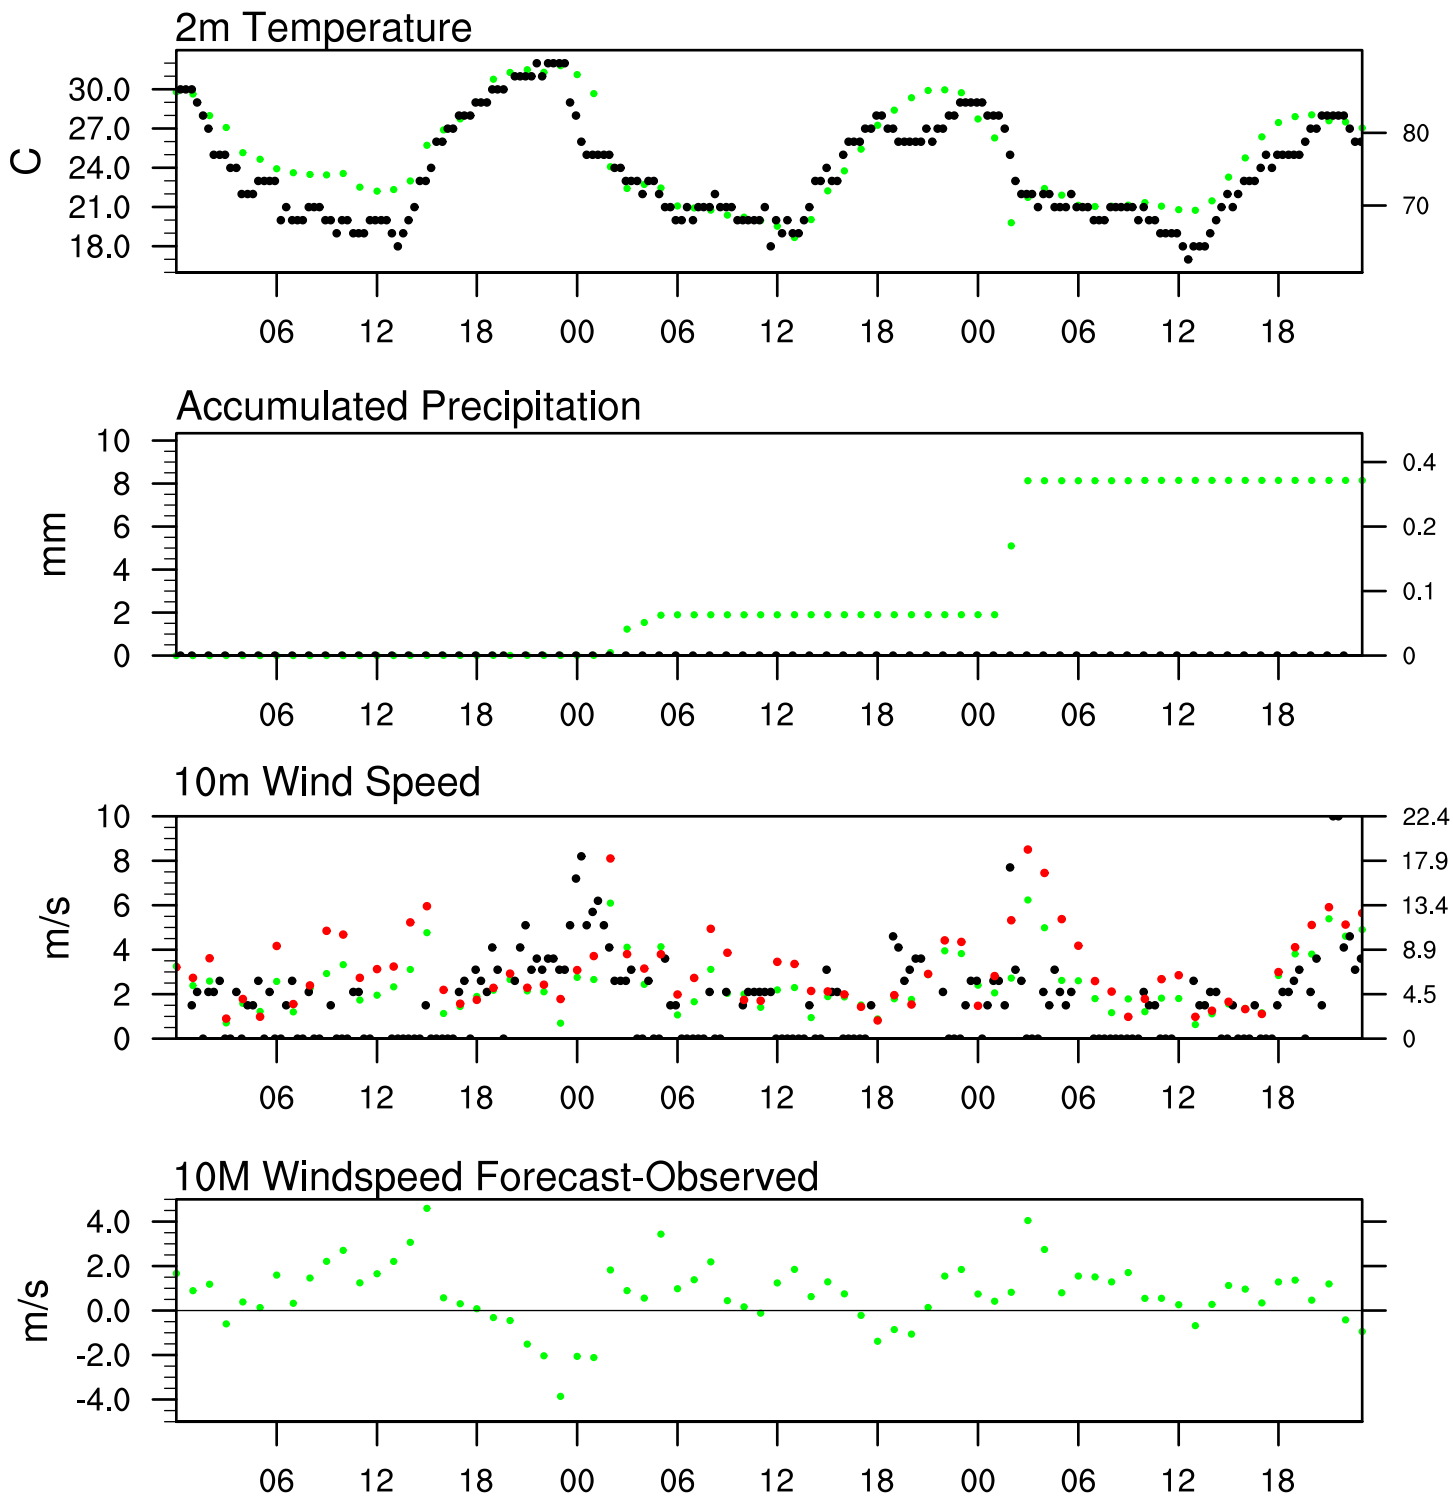 2m Temperature
30.0
27.0
24.0
21.0
18.0
C
80
70
06 12 18 00 06 12 18 00 06 12 18
Accumulated Precipitation
10
8
6
4
2
0
mm
0.4
0.2
0.1
0
06 12 18 00 06 12 18 00 06 12 18
10m Wind Speed
10
8
6
4
2
0
m/s
22.4
17.9
13.4
8.9
4.5
0
06 12 18 00 06 12 18 00 06 12 18
10M Windspeed Forecast-Observed
4.0
2.0
0.0
-2.0
-4.0
m/s
06 12 18 00 06 12 18 00 06 12 18